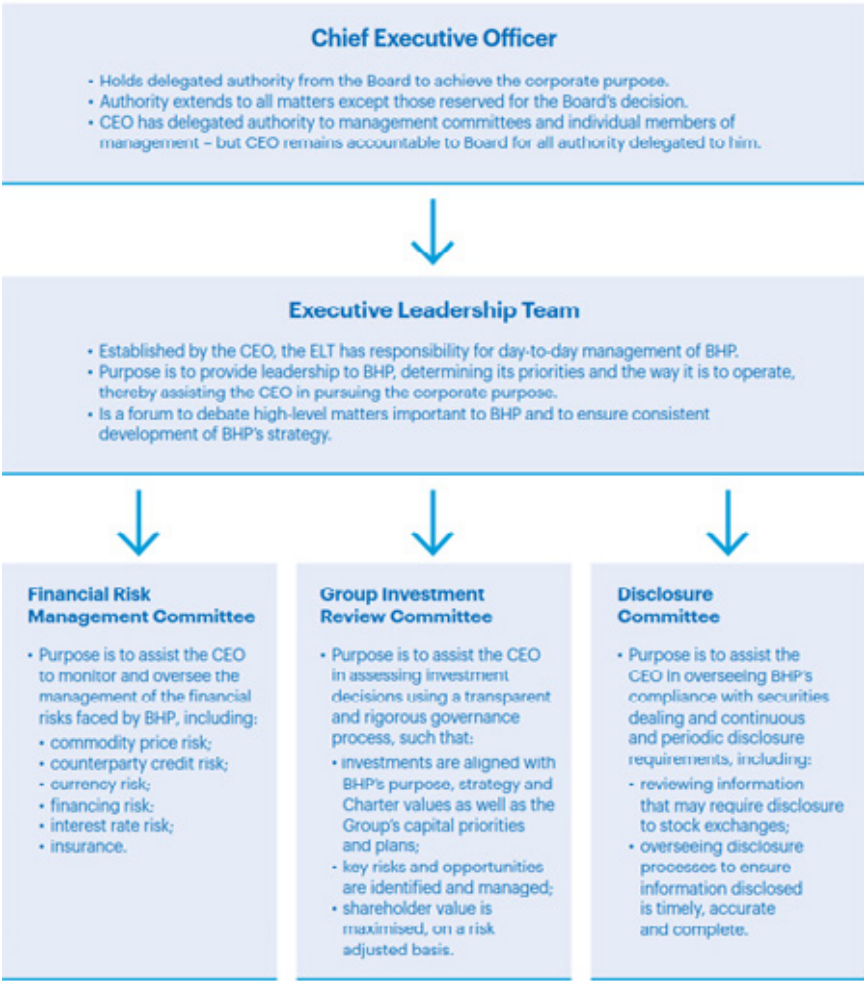 Chief Executive Officer
- Holds delegated authority from the Board to achieve the corporate purpose.
• Authority extends to all matters except those reserved for the Board's decision.
• CEO has delegated authority to management committees and individual members of
management – but CEO remains accountable to Board for all authority delegated to him.
Executive Leadership Team
• Established by the CEO, the ELT has responsibility for day-to-day management of BHP.
• Purpose is to provide leadership to BHP, determining its priorities and the way it is to operate,
thereby assisting the CEO in pursuing the corporate purpose.
• Is a forum to debate high-level matters important to BHP and to ensure consistent
development of BHP's strategy.
Financial Risk
Management Committee
• Purpose is to assist the CEO
to monitor and oversee the
management of the financial
risks faced by BHP, including:
• commodity price risk;
• counterparty credit risk;
- currency risk;
• financing risk;
• interest rate risk;
• insurance.
Group Investment
Review Committee
• Purpose is to assist the CEO
in assessing investment
decisions using a transparent
and rigorous governance
process, such that:
• investments are aligned with
BHP's purpose, strategy and
Charter values as well as the
Group's capital priorities
and plans;
- key risks and opportunities
are identified and managed;
• shareholder value is
maximised, on a risk
adjusted basis.
Disclosure
Committee
• Purpose is to assist the
CEO in overseeing BHP's
compliance with securities
dealing and continuous
and periodic disclosure
requirements, including:
- reviewing information
that may require disclosure
to stock exchanges;
• overseeing disclosure
processes to ensure
information disclosed
is timely, accurate
and complete.